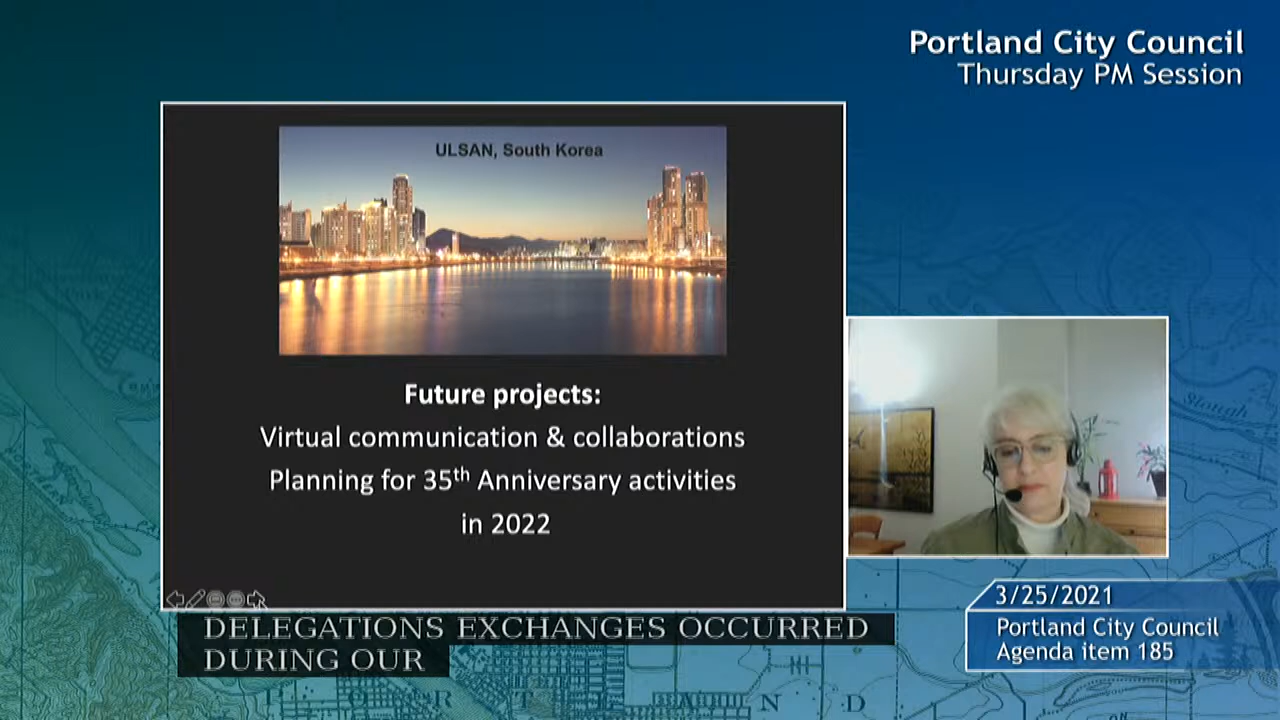 Portland City Council
Thursday PM Session
ULSAN, South Korea
Future projects:
Virtual communication & collaborations
Planning for 35th Anniversary activities
in 2022
Slough
DELEGATIONS EXCHANGES OCCURRED
DURING OUR
3/25/2021
Portland City Council
Agenda item 185